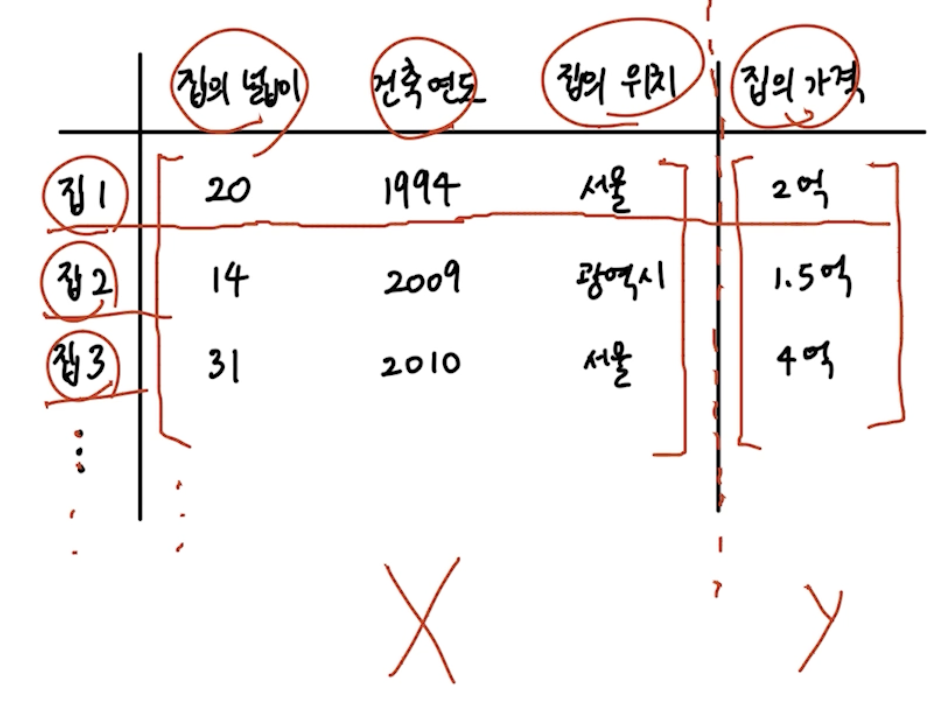 집의 넓이 건축 연도 집의 위치 집의 가격
집1 20 1994 서울 2억
집2 14 2009 광역시 1.5억
집3 31 2010 서울 4억
X y